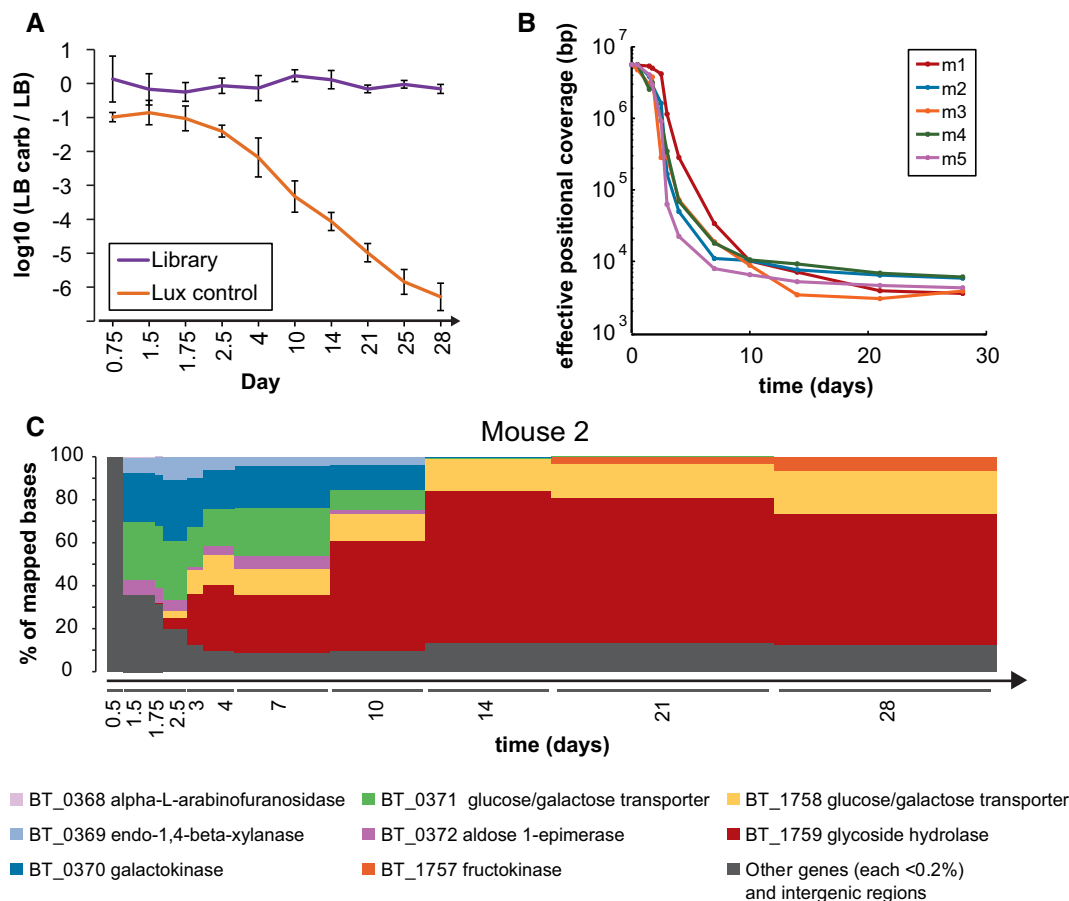 A
log10 (LB carb / LB)
1
0
-1
-2
-3
-4
-5
-6
Library
Lux control
0.75
1.5
1.75
2.5
4
10
14
21
25
28
Day
B
effective positional coverage (bp)
10^7
10^6
10^5
10^4
10^3
m1
m2
m3
m4
m5
0
10
20
30
time (days)
C
Mouse 2
% of mapped bases
100
80
60
40
20
0
0.5
1.5
1.75
2.5
3
4
7
10
14
21
28
time (days)
BT_0368 alpha-L-arabinofuranosidase
BT_0371 glucose/galactose transporter
BT_1758 glucose/galactose transporter
BT_0369 endo-1,4-beta-xylanase
BT_0372 aldose 1-epimerase
BT_1759 glycoside hydrolase
BT_0370 galactokinase
BT_1757 fructokinase
Other genes (each <0.2%)
and intergenic regions